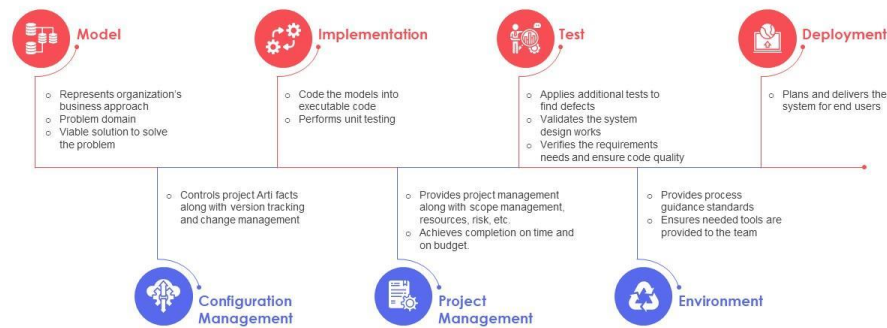 Model
Implementation
Test
Deployment
o Represents organization's
business approach
o Problem domain
o Viable solution to solve
the problem
o Code the models into
executable code
o Performs unit testing
o Applies additional tests to
find defects
o Validates the system
design works
o Verifies the requirements
needs and ensure code quality
o Plans and delivers the
system for end users
o Controls project Arti facts
along with version tracking
and change management
o Provides project management
along with scope management,
resources, risk, etc.
o Achieves completion on time and
on budget.
o Provides process
guidance standards
o Ensures needed tools are
provided to the team
Configuration
Management
Project
Management
Environment